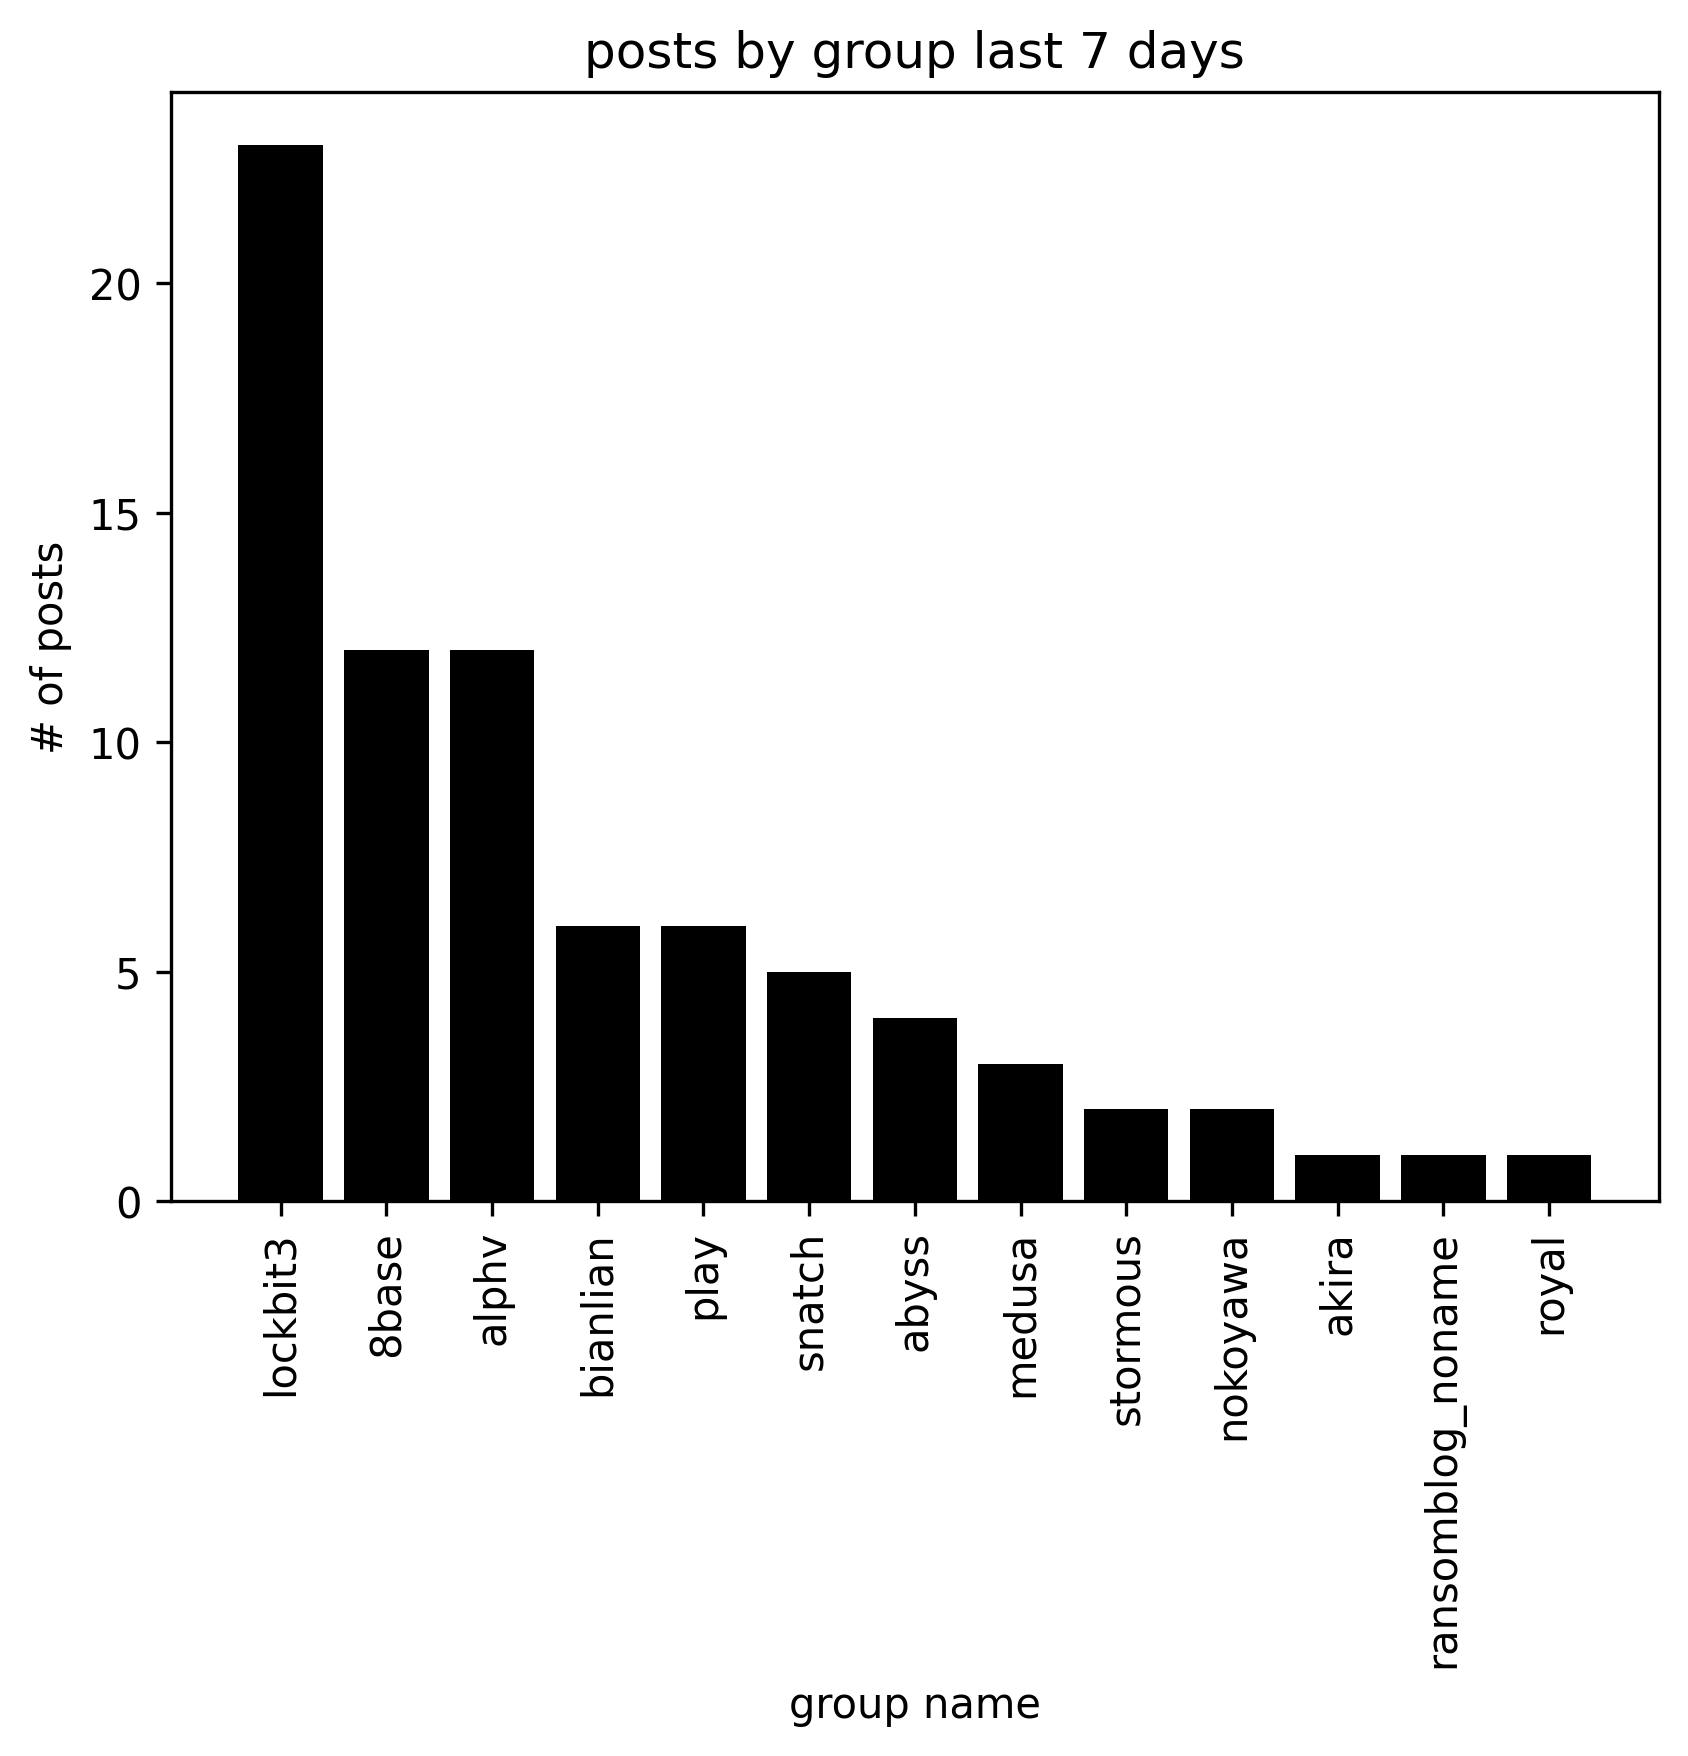 posts by group last 7 days
# of posts
20
15
10
5
0
lockbit3
8base
alphv
bianlian
play
snatch
abyss
medusa
stormous
nokoyawa
akira
ransomblog_noname
royal
group name